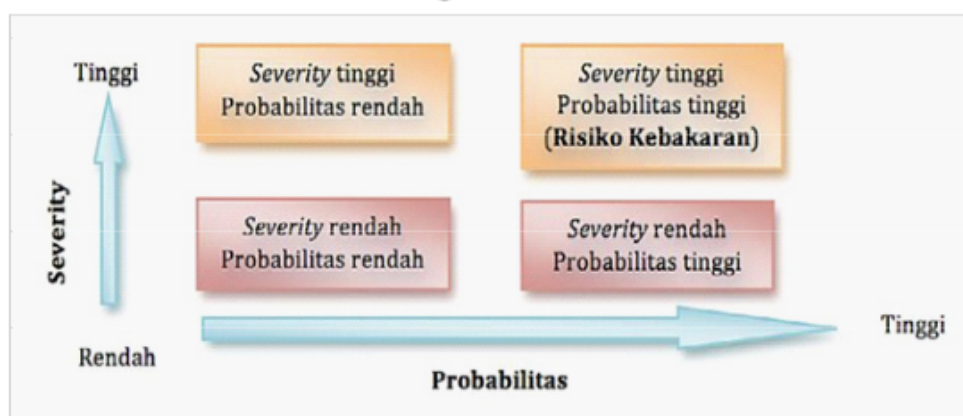 Tinggi
Severity tinggi
Probabilitas rendah
Severity tinggi
Probabilitas tinggi
(Risiko Kebakaran)
Severity
Severity rendah
Probabilitas rendah
Severity rendah
Probabilitas tinggi
Rendah
Tinggi
Probabilitas